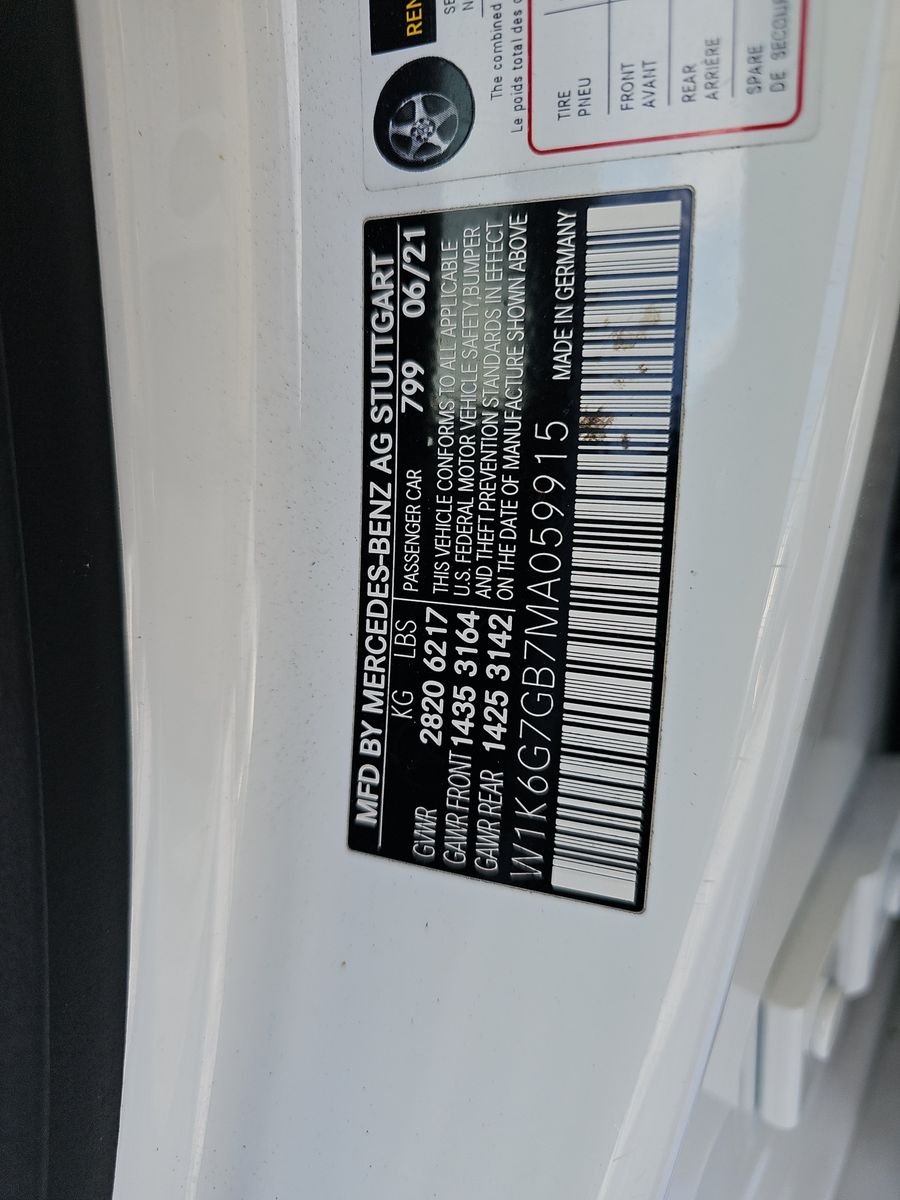 MFD BY MERCEDES-BENZ AG STUTTGART
KG LBS PASSENGER CAR 799 06/21
GVWR 2820 6217
GAWR FRONT 1435 3164
GAWR REAR 1425 3142
THIS VEHICLE CONFORMS TO ALL APPLICABLE
U.S. FEDERAL MOTOR VEHICLE SAFETY, BUMPER
AND THEFT PREVENTION STANDARDS IN EFFECT
ON THE DATE OF MANUFACTURE SHOWN ABOVE
W1K6G7GB7MA059915 MADE IN GERMANY
The combined
Le poids total des
TIRE
PNEU
FRONT
AVANT
REAR
ARRIÈRE
SPARE
DE SECOUR